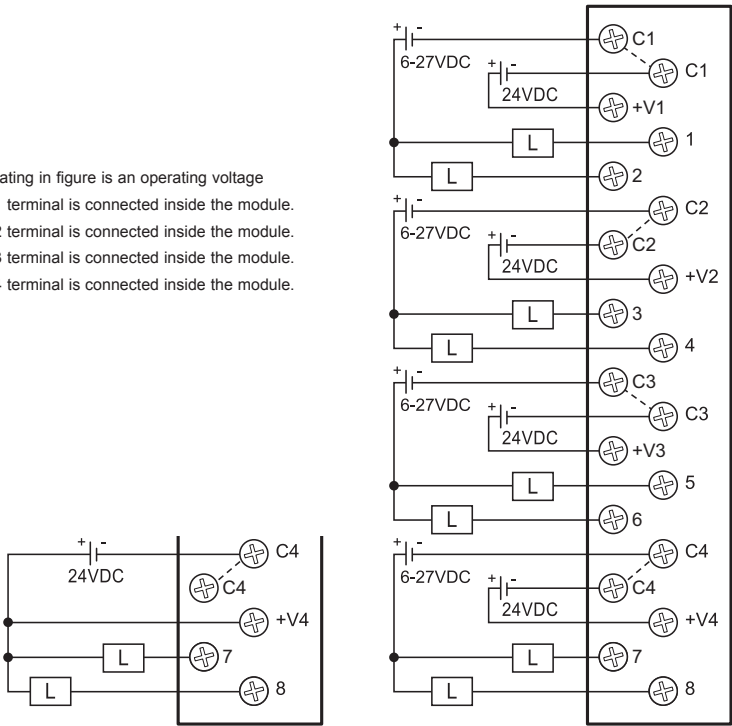 ating in figure is an operating voltage
terminal is connected inside the module.
2 terminal is connected inside the module.
3 terminal is connected inside the module.
terminal is connected inside the module.
+ -
24VDC
C4
C4
+V4
L
7
L
8
+ -
6-27VDC
C1
+ -
24VDC
C1
+V1
L
1
L
2
+ -
6-27VDC
C2
+ -
24VDC
C2
+V2
L
3
L
4
+ -
6-27VDC
C3
+ -
24VDC
C3
+V3
L
5
L
6
+ -
6-27VDC
C4
+ -
24VDC
C4
+V4
L
7
L
8